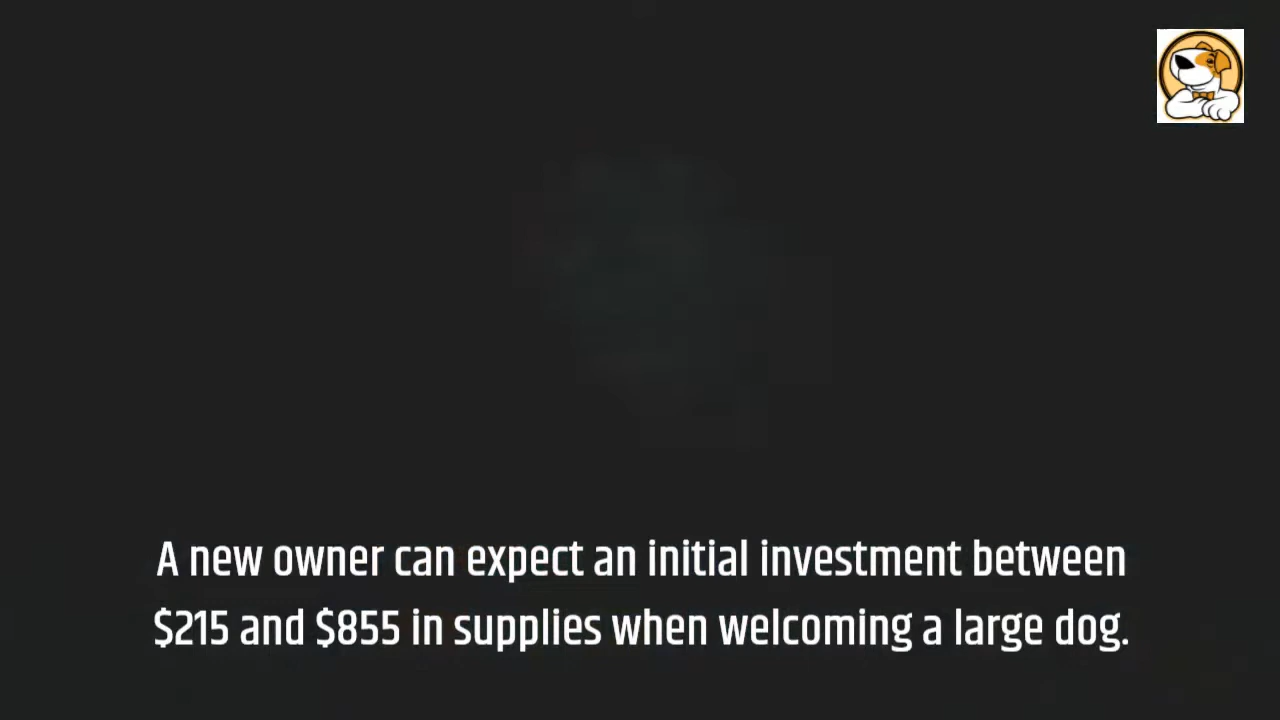 A new owner can expect an initial investment between
$215 and $855 in supplies when welcoming a large dog.